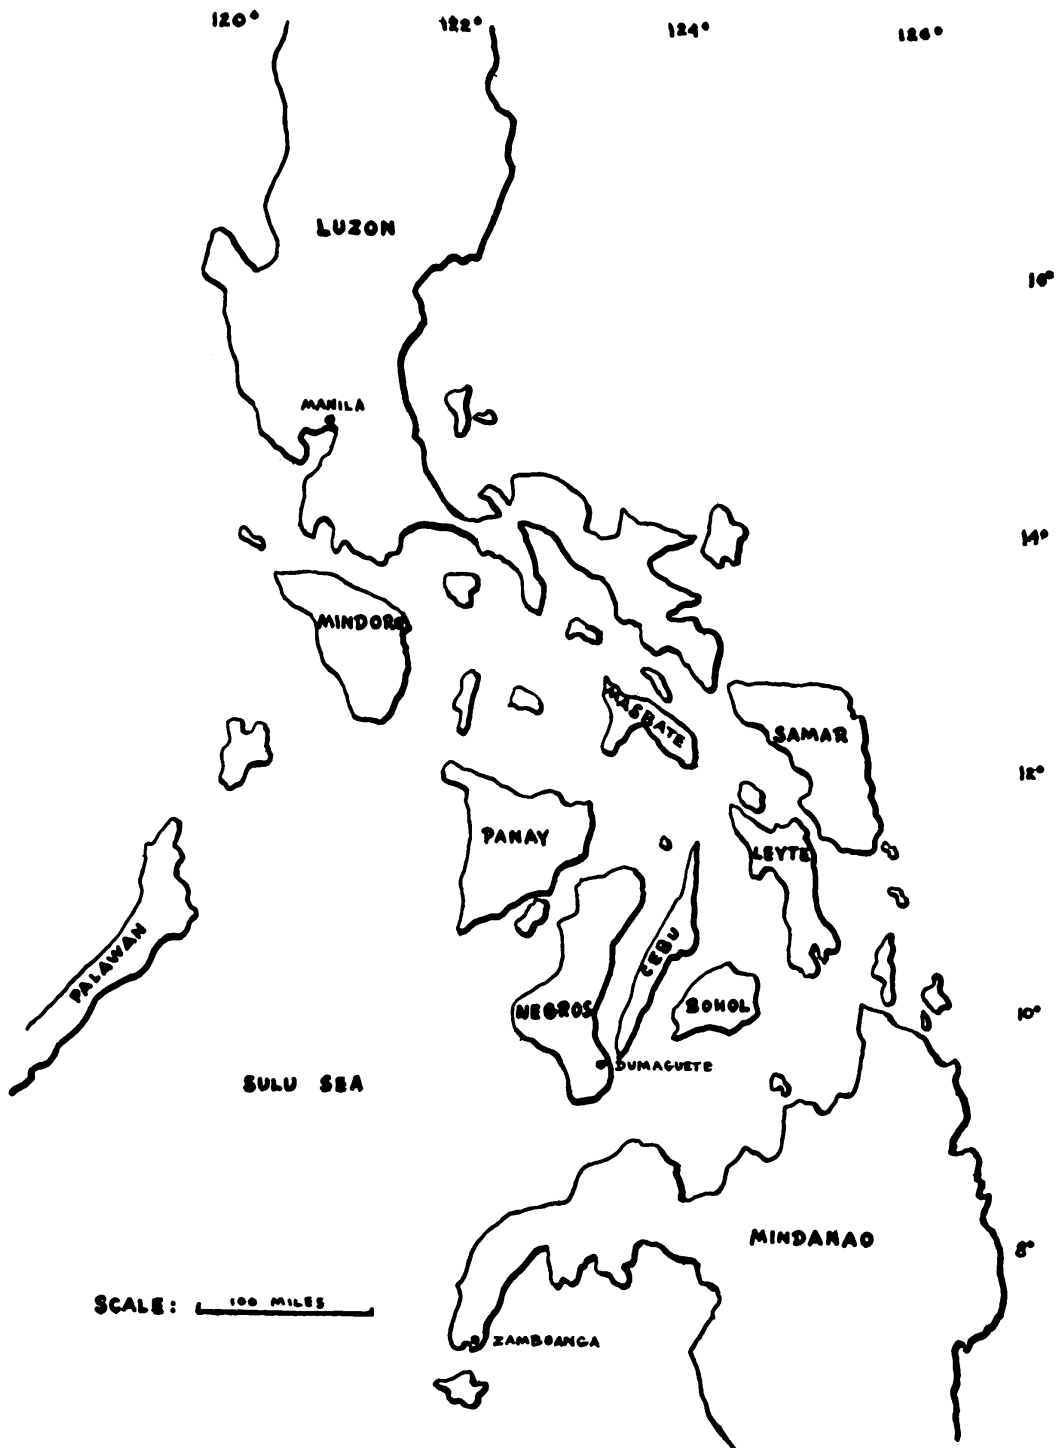 120° 122° 124° 126°
LUZON
16°
MANILA
14°
MINDORO
MASBATE
SAMAR
12°
PANAY
LEYTE
PALAWAN
CEBU
NEGROS
BOHOL
10°
DUMAGUETE
SULU SEA
MINDANAO
8°
SCALE: 100 MILES
ZAMBOANGA